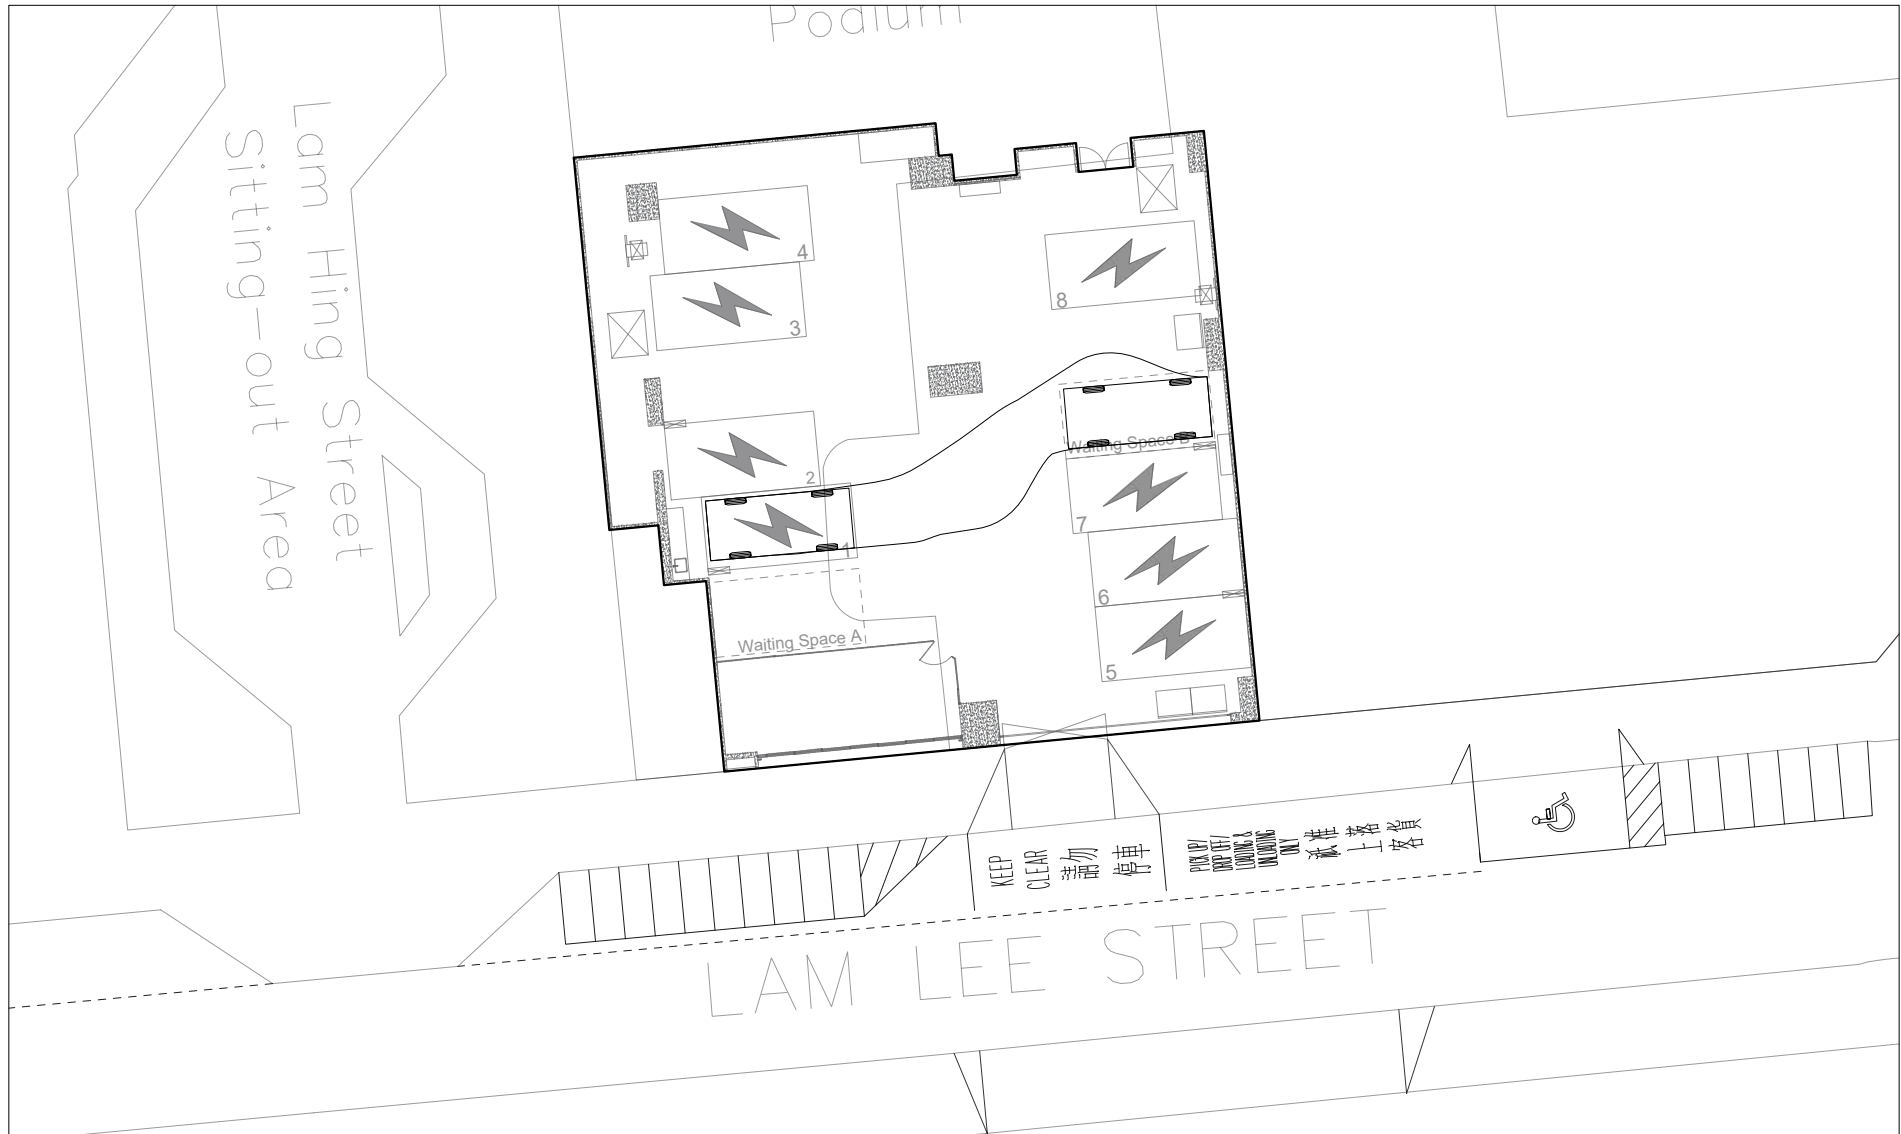 Podium
Lam Hing Street
Sitting-out Area
4
3
8
2
Waiting Space B
1
7
6
5
Waiting Space A
KEEP
CLEAR
請勿
停車
PICK UP/
DROP OFF/
LOADING &
UNLOADING
ONLY
祇准
上落
客貨
LAM LEE STREET